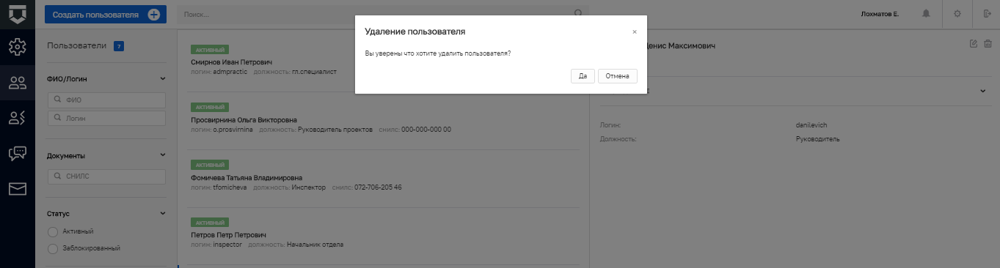 Создать пользователя
Поиск...
Лохматов Е.
Пользователи 7
ФИО/Логин
ФИО
Логин
Документы
СНИЛС
Статус
Активный
Заблокированный
АКТИВНЫЙ
Смирнов Иван Петрович
логин: admpractic должность: гл.специалист
АКТИВНЫЙ
Просвирнина Ольга Викторовна
логин: o.prosvirnina должность: Руководитель проектов снилс: 000-000-000 00
АКТИВНЫЙ
Фомичева Татьяна Владимировна
логин: tfomicheva должность: Инспектор снилс: 072-706-205 46
АКТИВНЫЙ
Петров Петр Петрович
логин: inspector должность: Начальник отдела
Удаление пользователя ×
Вы уверены что хотите удалить пользователя?
Да Отмена
Денис Максимович
Логин: danilevich
Должность: Руководитель